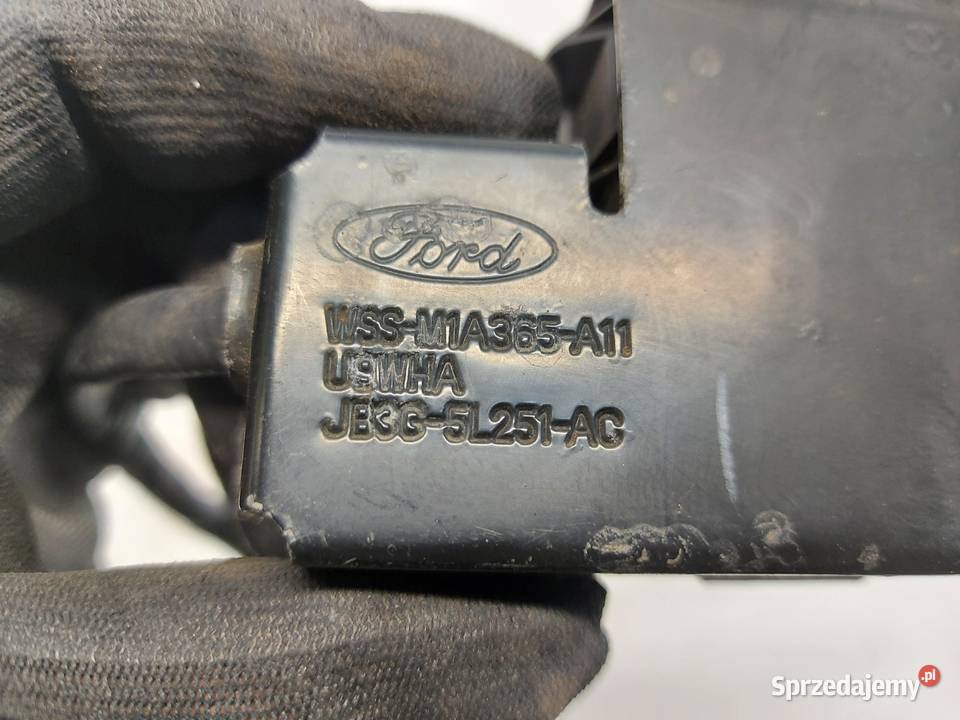 Ford
WSS-M1A365-A11
U9WHA
JB3G-5L251-AC
Sprzedajemy.pl